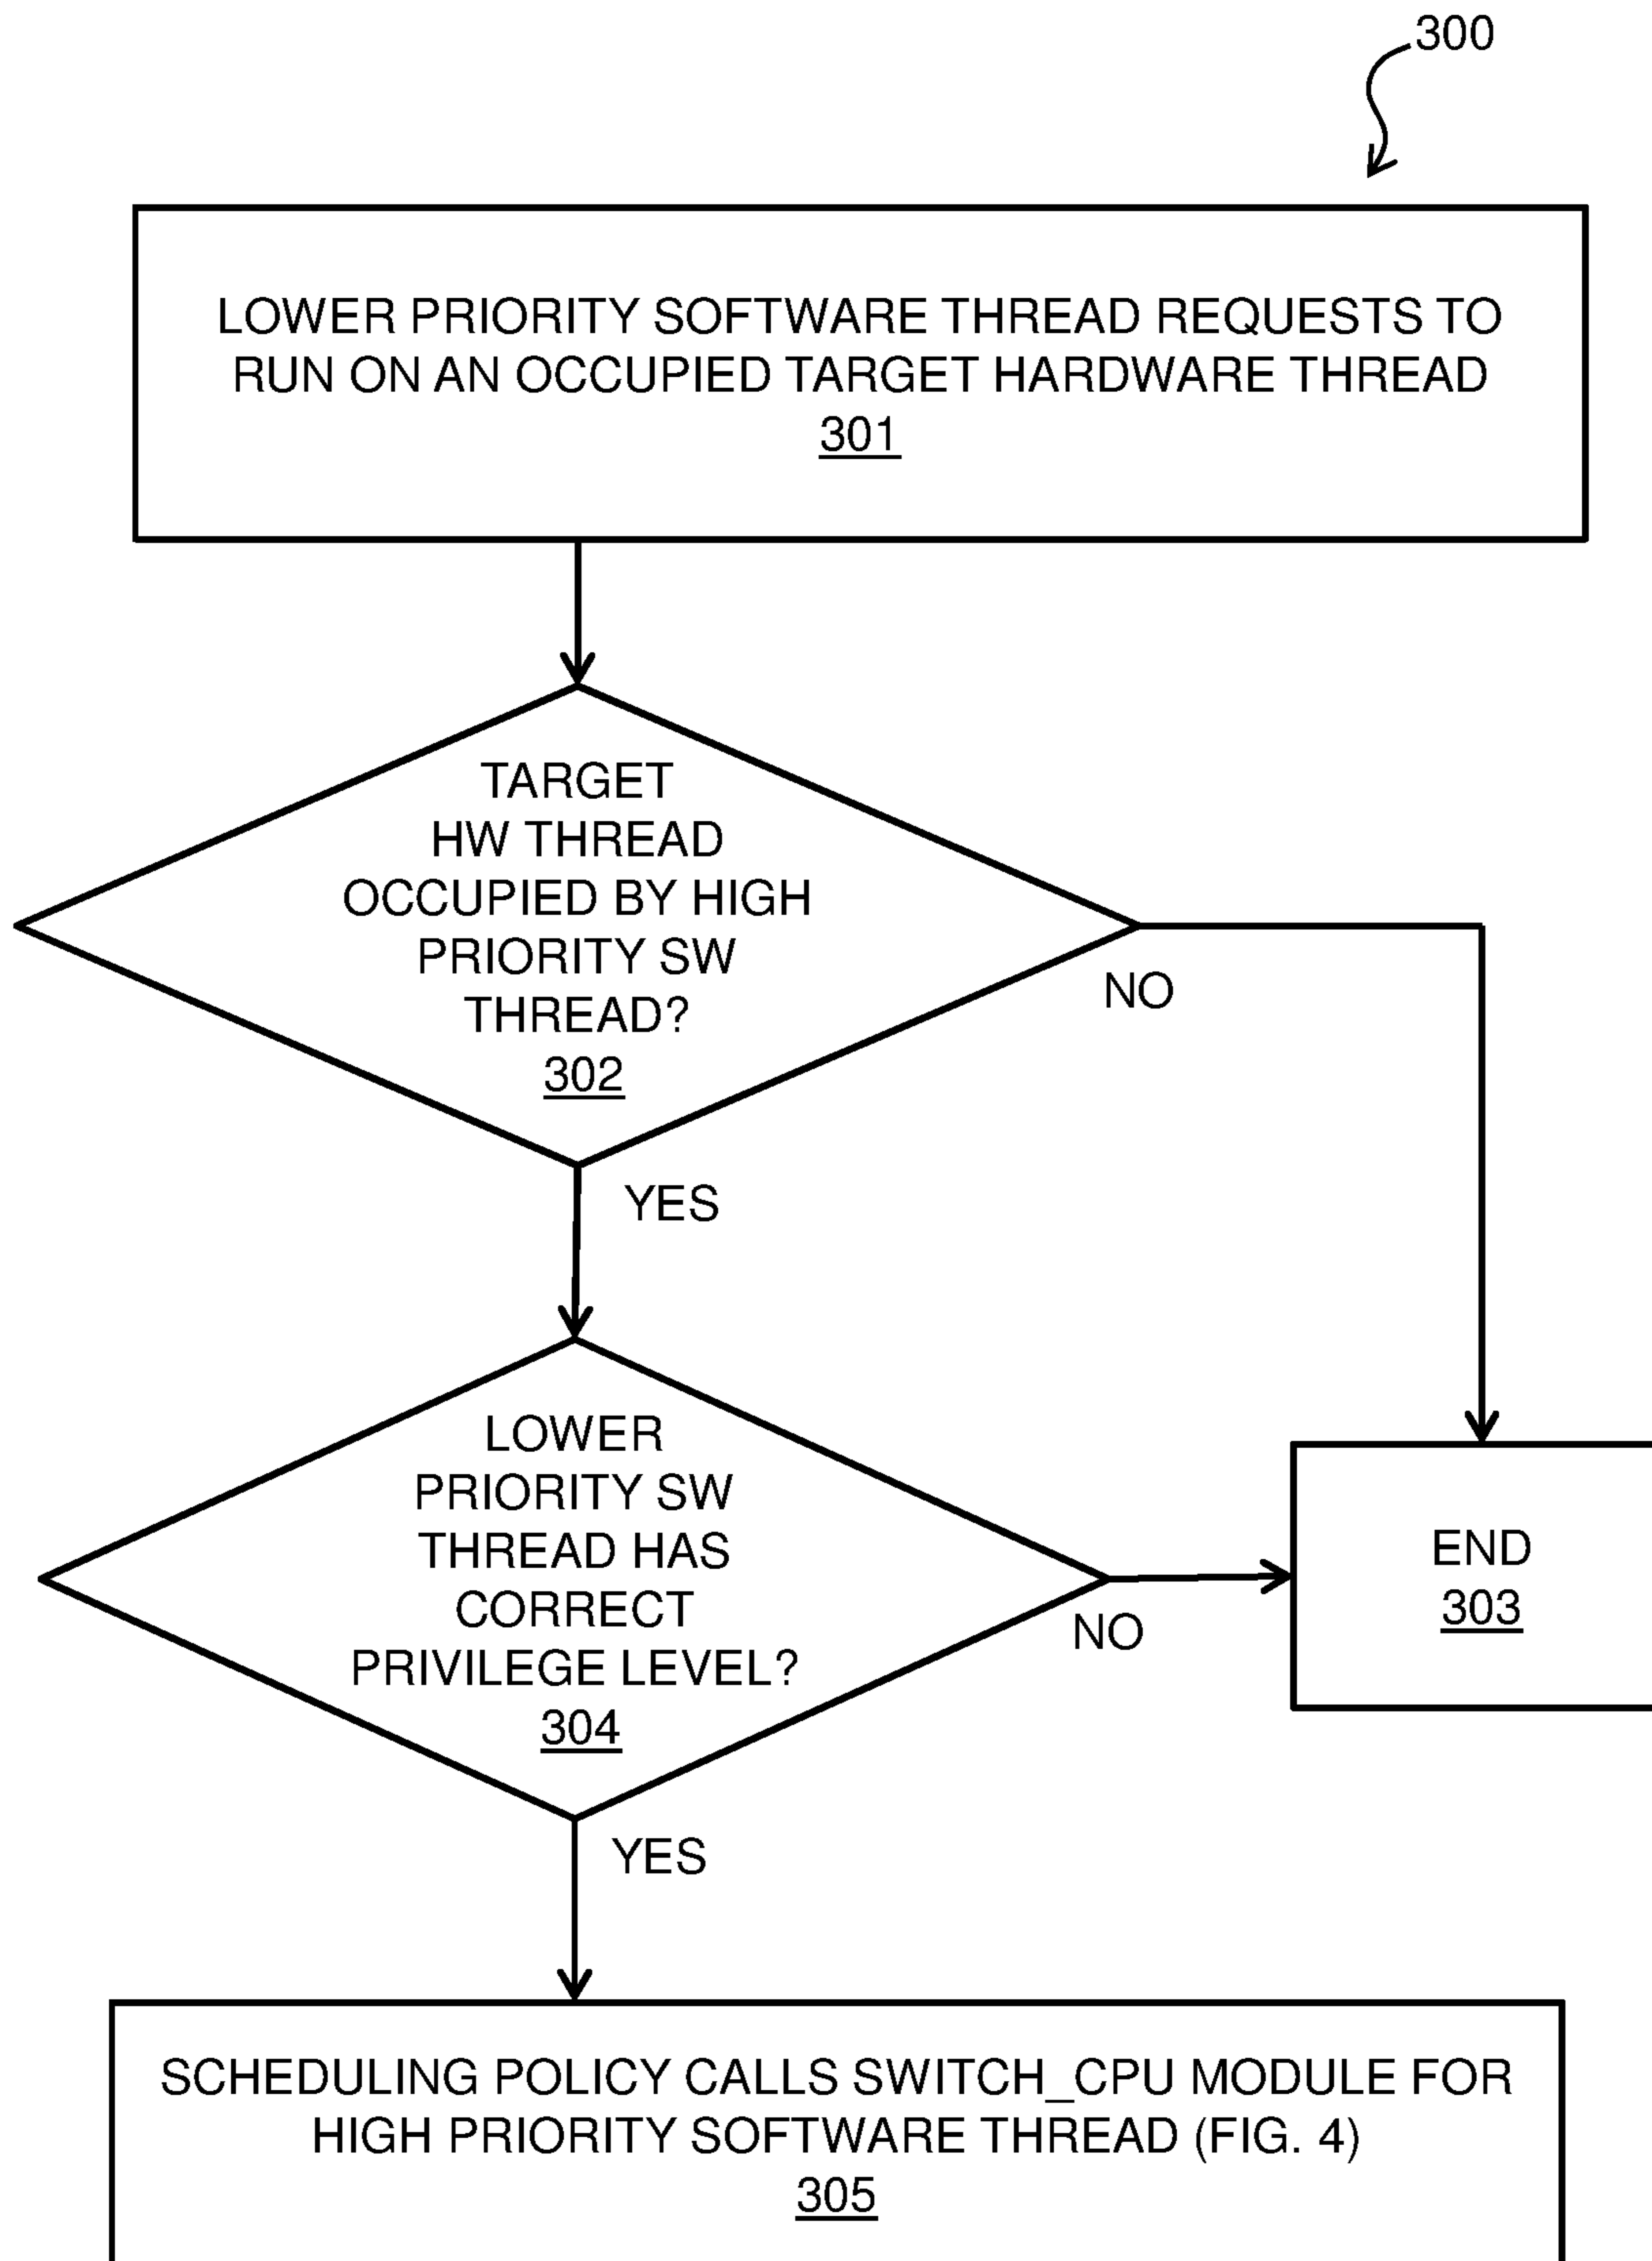 300
LOWER PRIORITY SOFTWARE THREAD REQUESTS TO
RUN ON AN OCCUPIED TARGET HARDWARE THREAD
301
TARGET
HW THREAD
OCCUPIED BY HIGH
PRIORITY SW
THREAD?
302
NO
YES
LOWER
PRIORITY SW
THREAD HAS
CORRECT
PRIVILEGE LEVEL?
304
NO
END
303
YES
SCHEDULING POLICY CALLS SWITCH_CPU MODULE FOR
HIGH PRIORITY SOFTWARE THREAD (FIG. 4)
305